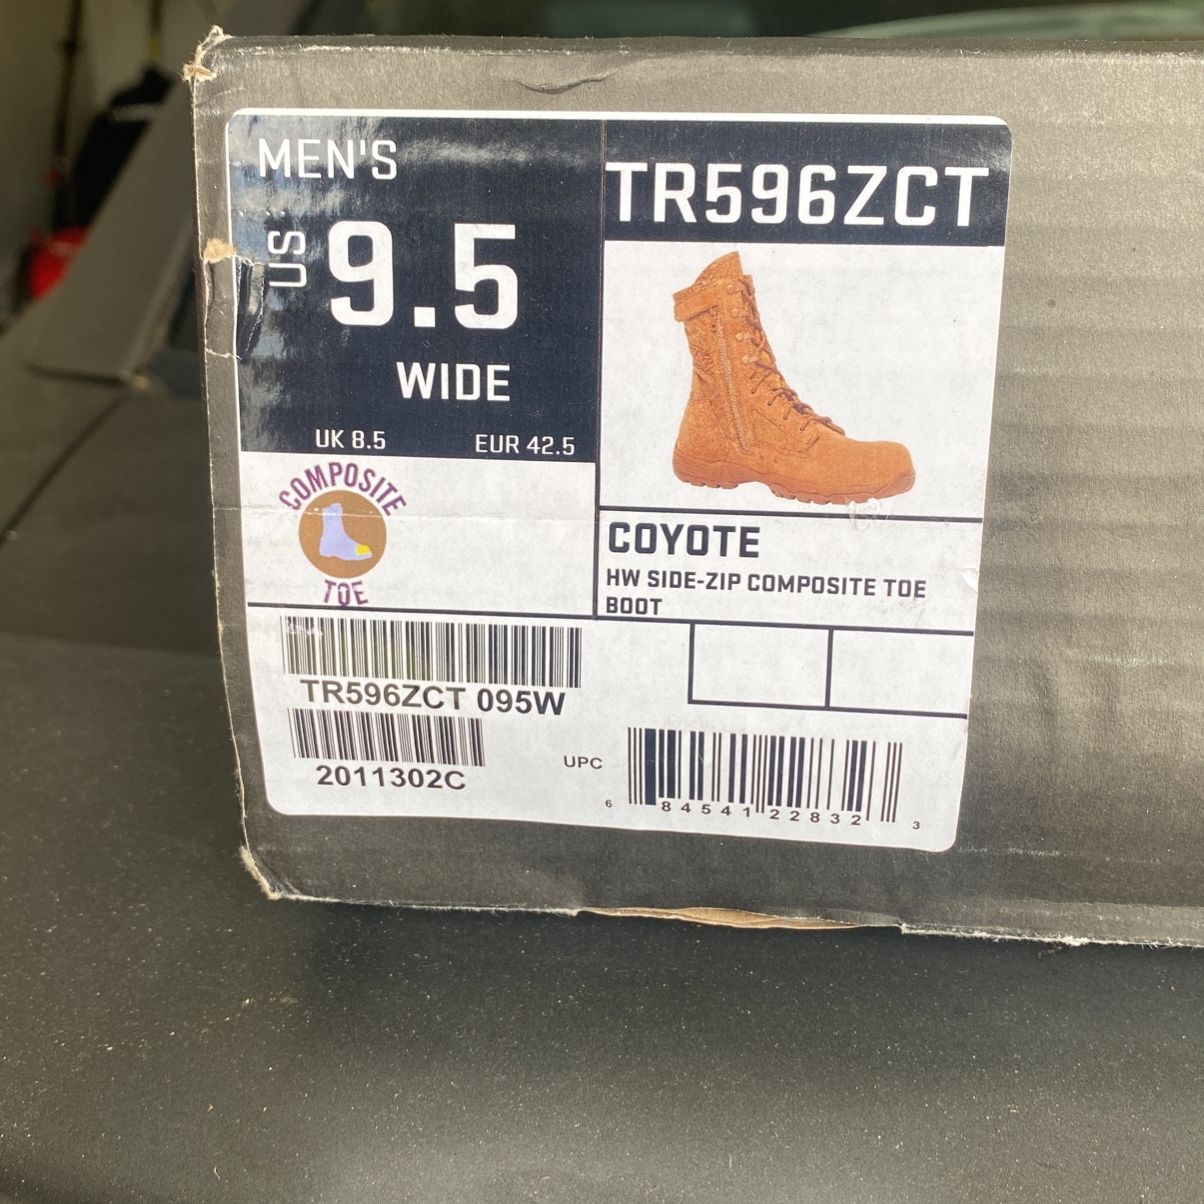 MEN'S
US
9.5
WIDE
UK 8.5 EUR 42.5
TR596ZCT
COMPOSITE
TOE
COYOTE
HW SIDE-ZIP COMPOSITE TOE
BOOT
TR596ZCT 095W
2011302C
UPC
6 84541 22832 3